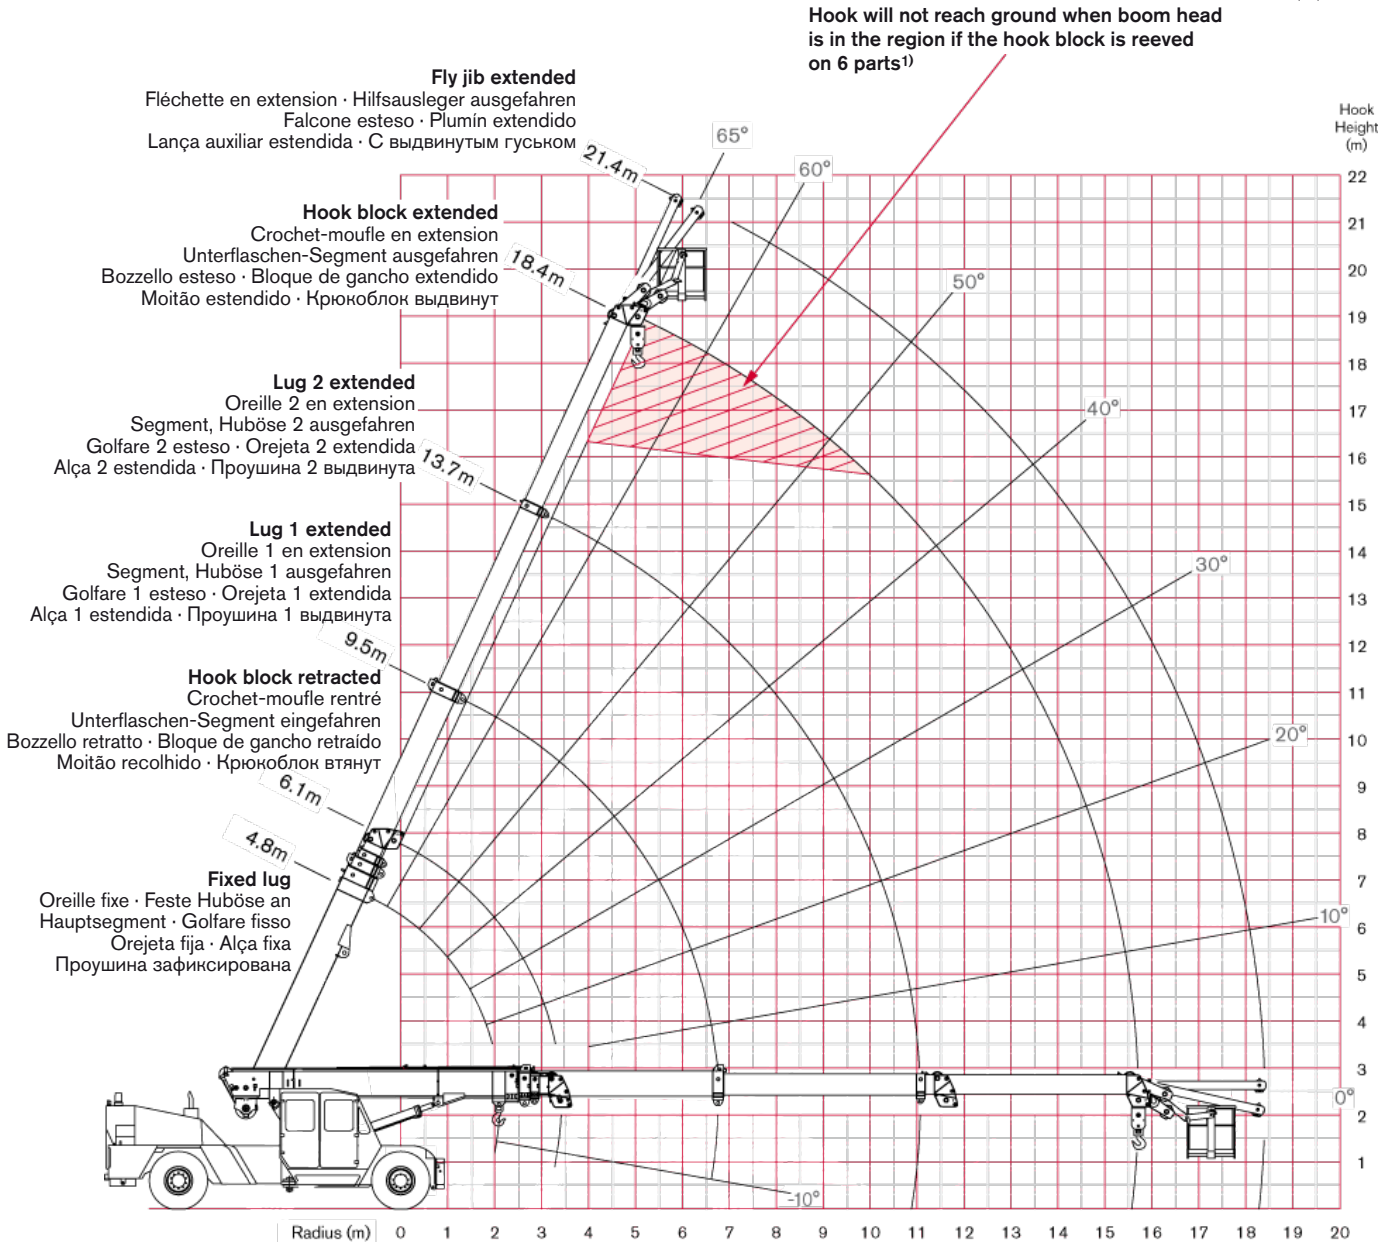 Hook will not reach ground when boom head
is in the region if the hook block is reeved
on 6 parts1)
Fly jib extended
Fléchette en extension · Hilfsausleger ausgefahren
Falcone esteso · Plumín extendido
Lança auxiliar estendida · С выдвинутым гуськом
Hook
Height
(m)
65°
60°
21.4m
22
Hook block extended
Crochet-moufle en extension
Unterflaschen-Segment ausgefahren
Bozzello esteso · Bloque de gancho extendido
Moitão estendido · Крюкоблок выдвинут
18.4m
21
20
50°
19
18
Lug 2 extended
Oreille 2 en extension
Segment, Huböse 2 ausgefahren
Golfare 2 esteso · Orejeta 2 extendida
Alça 2 estendida · Проушина 2 выдвинута
13.7m
40°
17
16
15
Lug 1 extended
Oreille 1 en extension
Segment, Huböse 1 ausgefahren
Golfare 1 esteso · Orejeta 1 extendida
Alça 1 estendida · Проушина 1 выдвинута
9.5m
30°
14
13
12
Hook block retracted
Crochet-moufle rentré
Unterflaschen-Segment eingefahren
Bozzello retratto · Bloque de gancho retraído
Moitão recolhido · Крюкоблок втянут
6.1m
20°
11
10
9
8
4.8m
Fixed lug
Oreille fixe · Feste Huböse an
Hauptsegment · Golfare fisso
Orejeta fija · Alça fixa
Проушина зафиксирована
7
10°
6
5
4
3
0°
2
1
-10°
Radius (m) 0 1 2 3 4 5 6 7 8 9 10 11 12 13 14 15 16 17 18 19 20